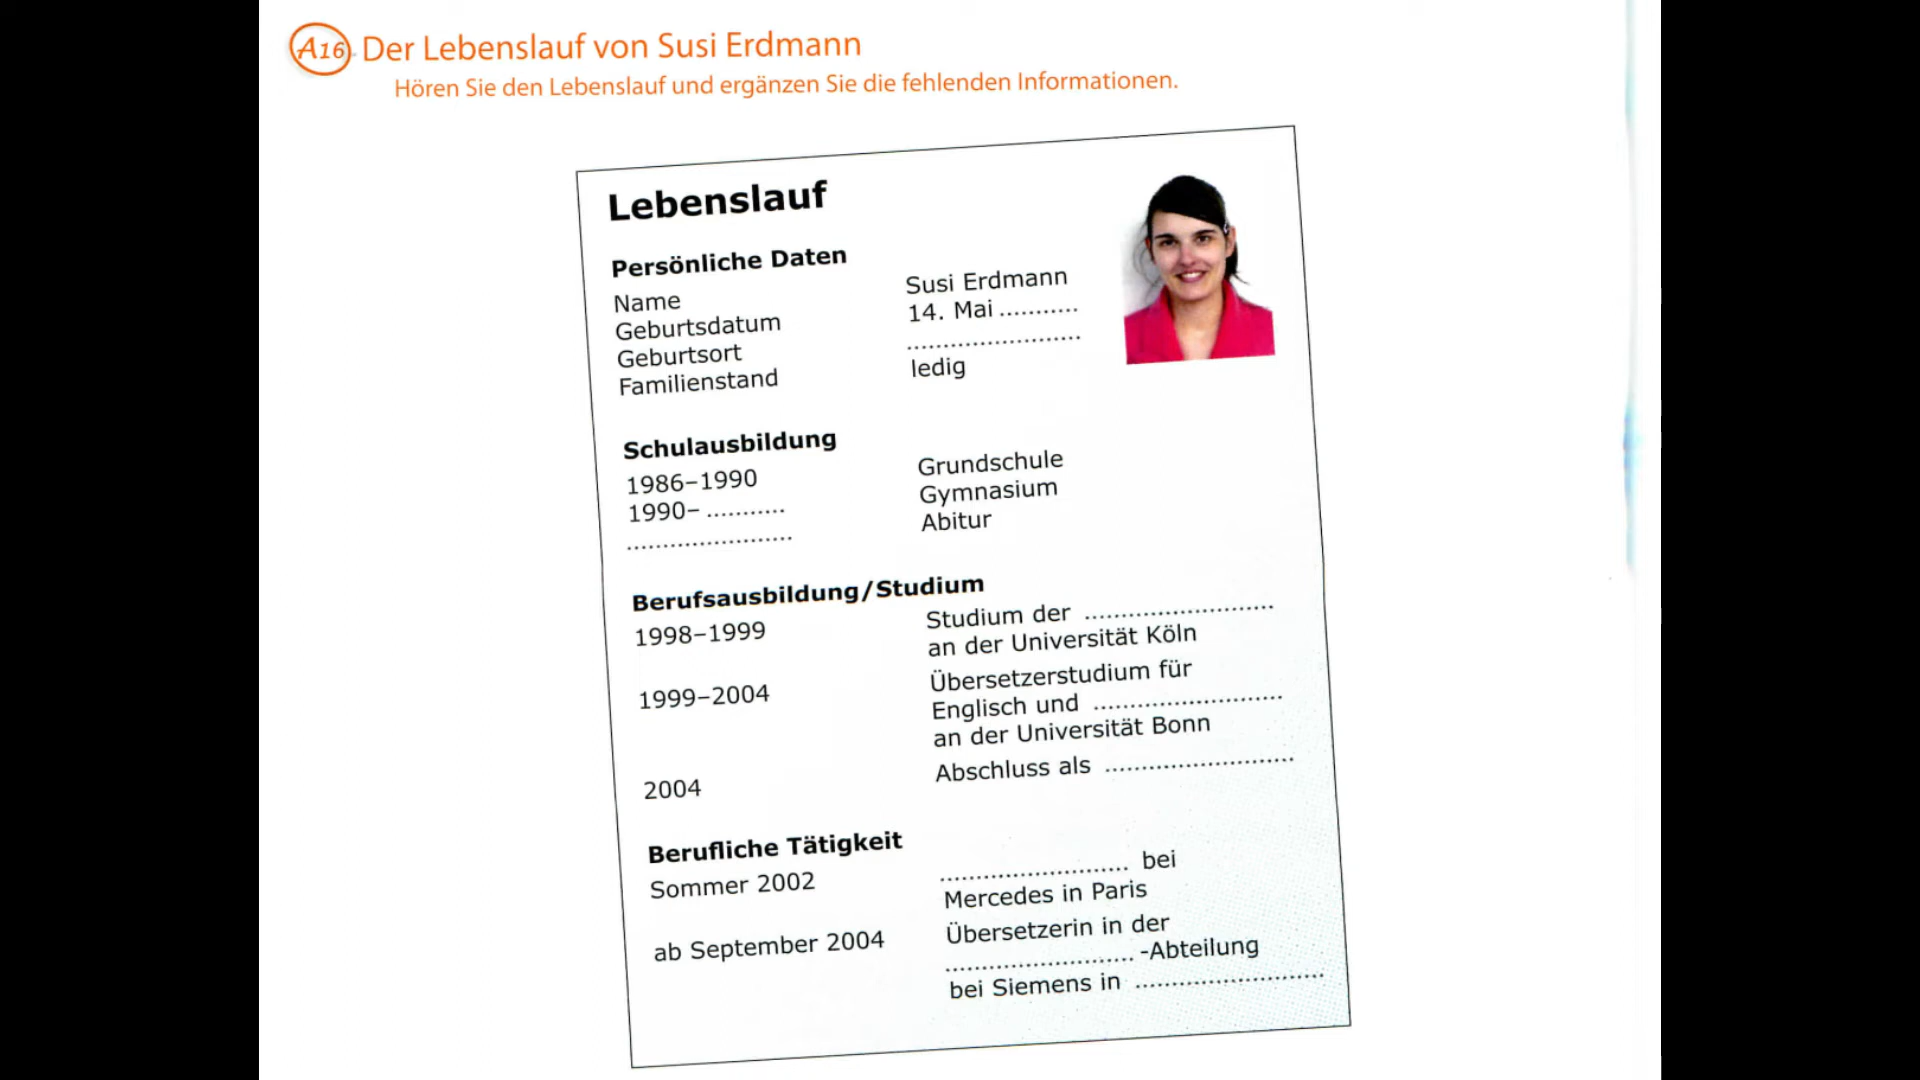 A16 Der Lebenslauf von Susi Erdmann
Hören Sie den Lebenslauf und ergänzen Sie die fehlenden Informationen.
Lebenslauf
Persönliche Daten
Name Susi Erdmann
Geburtsdatum 14. Mai ...........
Geburtsort ........................
Familienstand ledig
Schulausbildung
1986–1990 Grundschule
1990– ........... Gymnasium
....................... Abitur
Berufsausbildung/Studium
1998–1999 Studium der ..........................
an der Universität Köln
1999–2004 Übersetzerstudium für
Englisch und ..........................
an der Universität Bonn
2004 Abschluss als ..........................
Berufliche Tätigkeit
Sommer 2002 .......................... bei
Mercedes in Paris
ab September 2004 Übersetzerin in der
.......................... -Abteilung
bei Siemens in ..........................